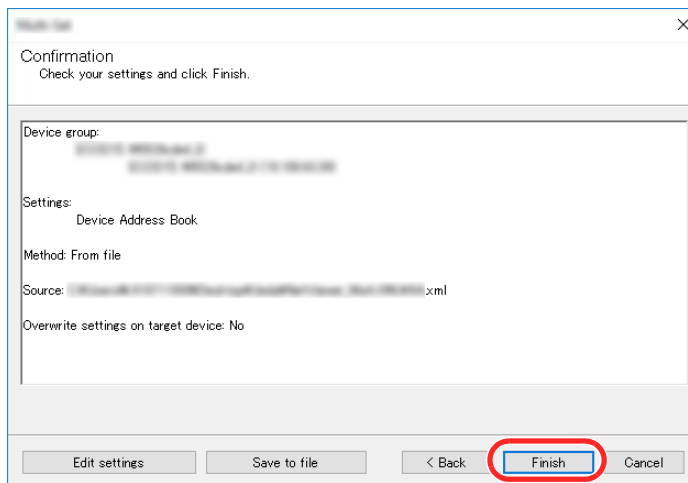 Confirmation
Check your settings and click Finish.
Device group:
Settings:
Device Address Book
Method: From file
Source: .xml
Overwrite settings on target device: No
Edit settings
Save to file
< Back
Finish
Cancel